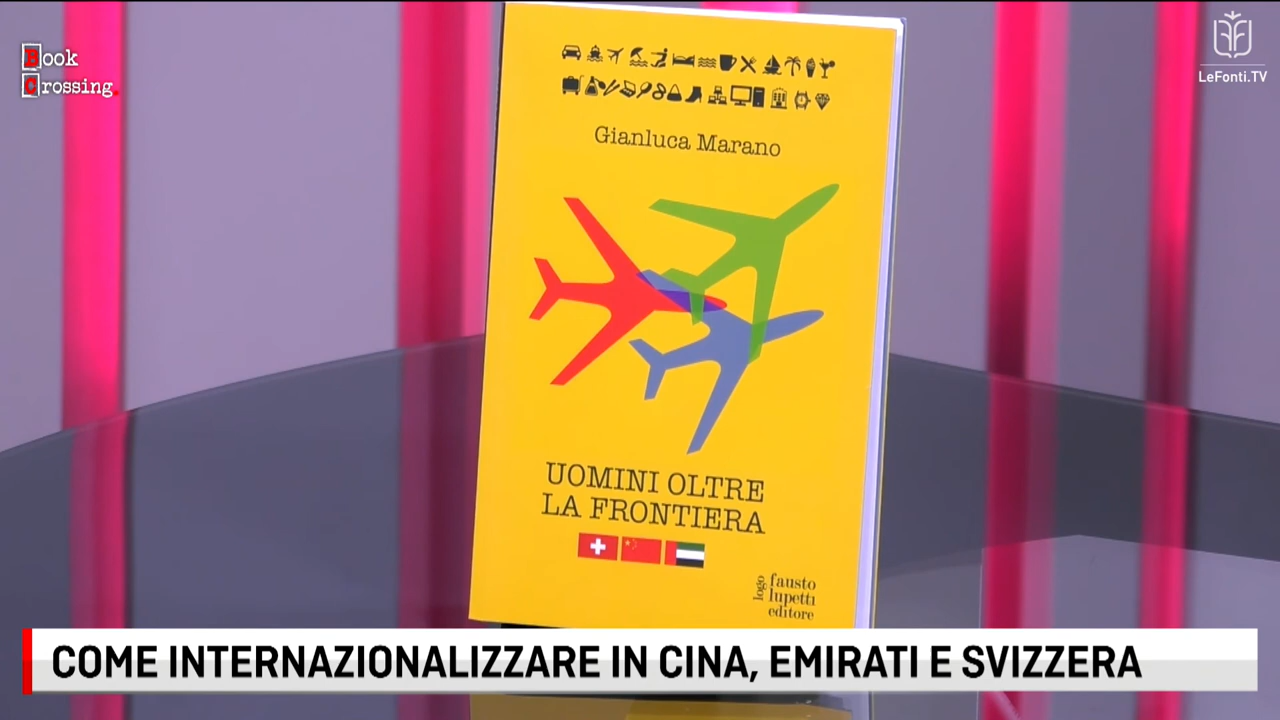 Book
Crossing.
LeFonti.TV
Gianluca Marano
UOMINI OLTRE
LA FRONTIERA
logo
fausto
lupetti
editore
COME INTERNAZIONALIZZARE IN CINA, EMIRATI E SVIZZERA